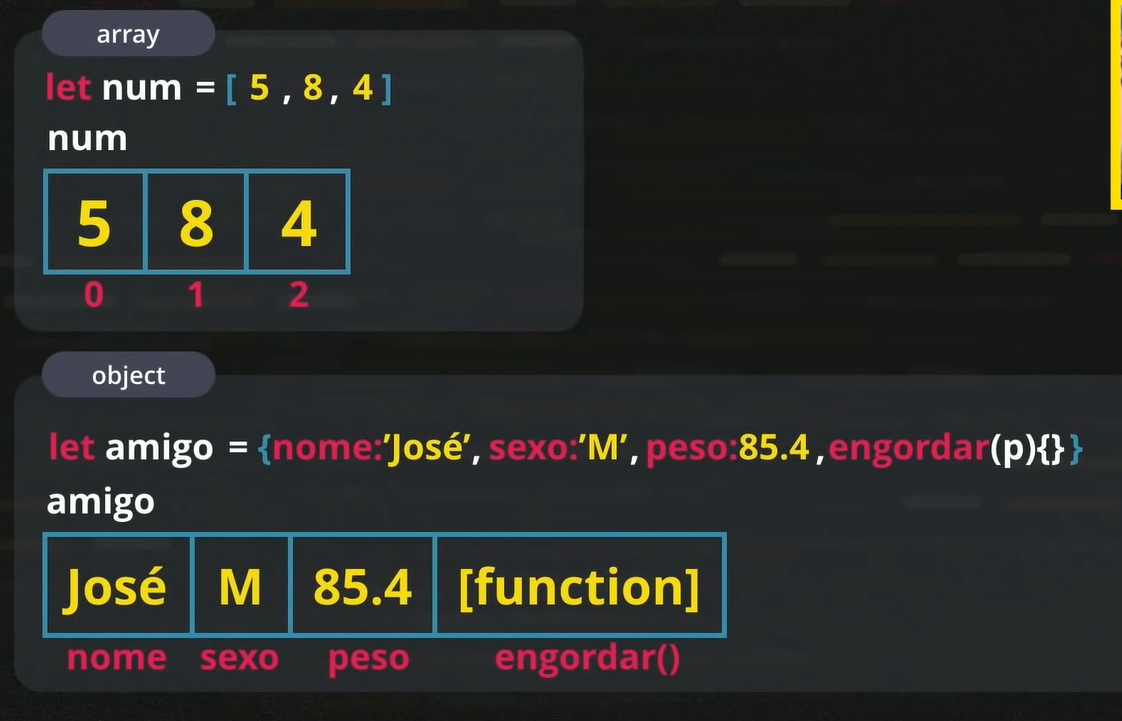 array
let num = [ 5 , 8 , 4 ]
num
5 8 4
0 1 2
object
let amigo = {nome:’José’, sexo:’M’, peso:85.4 ,engordar(p){} }
amigo
José M 85.4 [function]
nome sexo peso engordar()